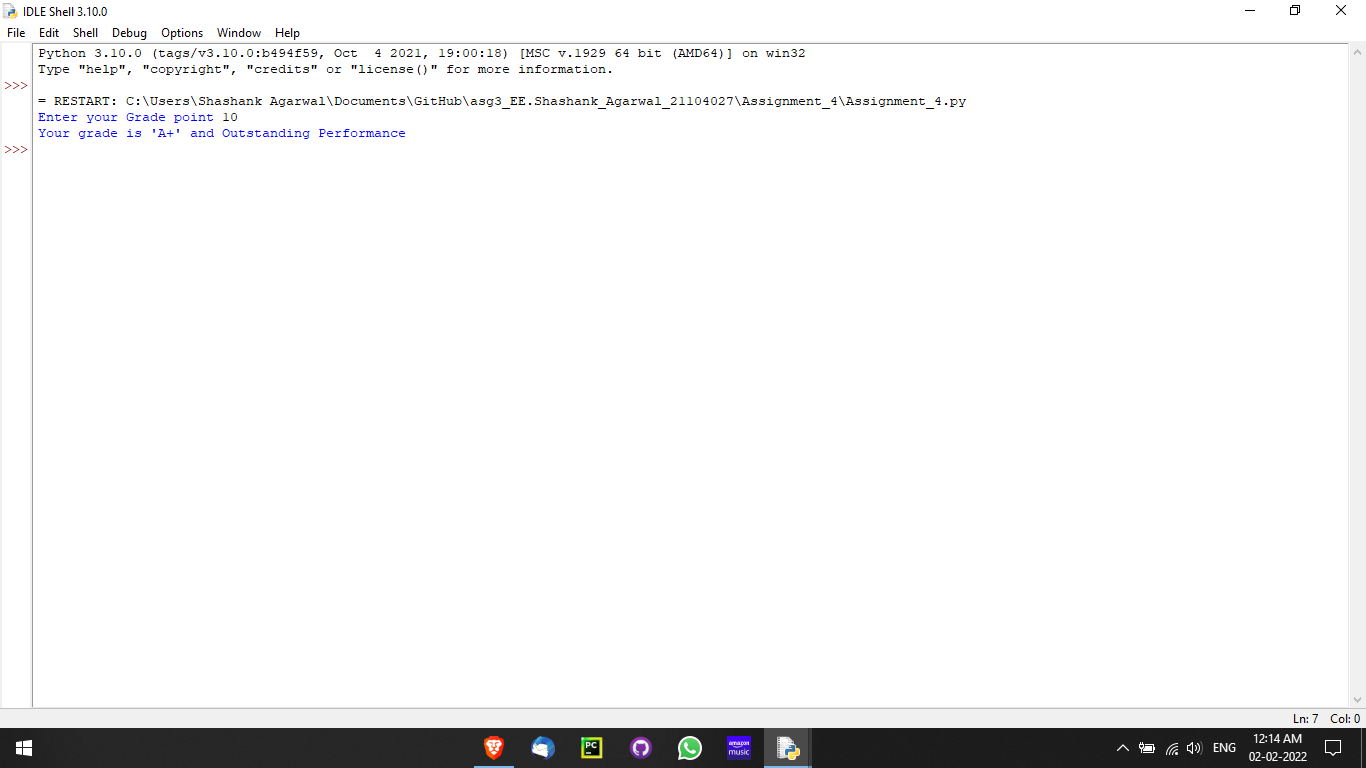 IDLE Shell 3.10.0
File Edit Shell Debug Options Window Help
Python 3.10.0 (tags/v3.10.0:b494f59, Oct  4 2021, 19:00:18) [MSC v.1929 64 bit (AMD64)] on win32
Type "help", "copyright", "credits" or "license()" for more information.
>>>
= RESTART: C:\Users\Shashank Agarwal\Documents\GitHub\asg3_EE.Shashank_Agarwal_21104027\Assignment_4\Assignment_4.py
Enter your Grade point 10
Your grade is 'A+' and Outstanding Performance
>>>
Ln: 7 Col: 0
PC
amazon music
ENG
12:14 AM
02-02-2022